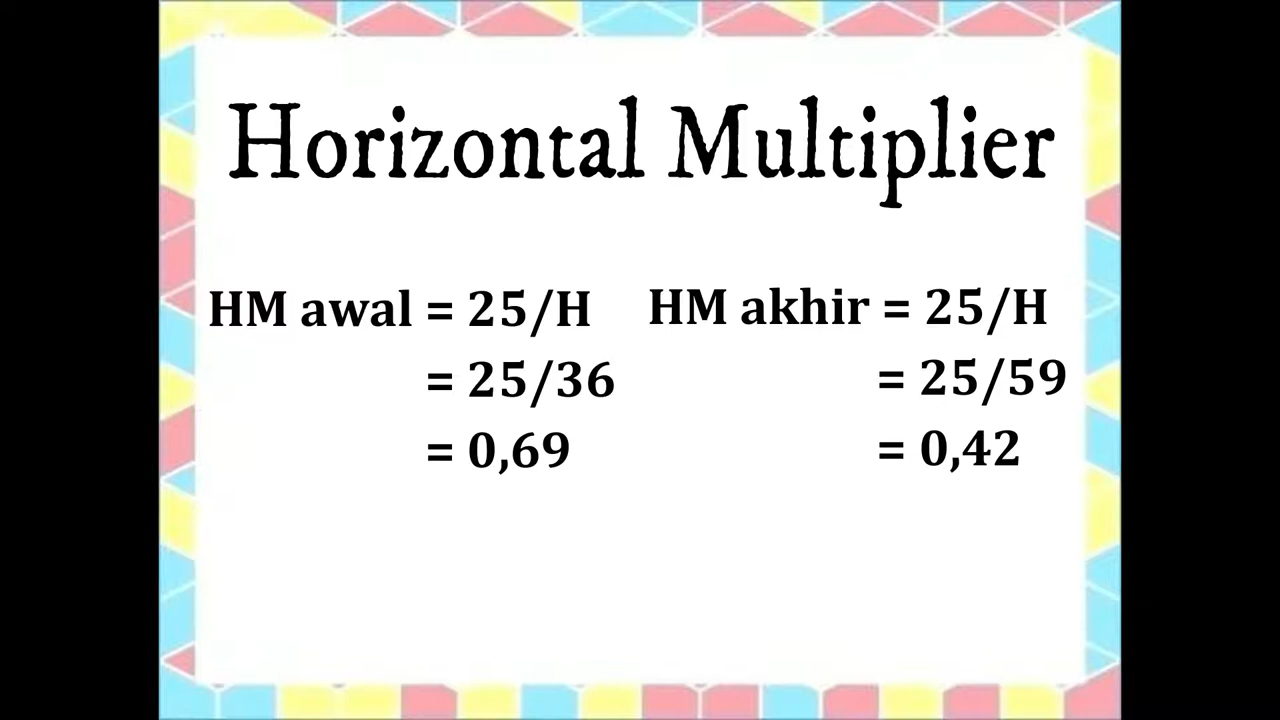 Horizontal Multiplier
HM awal = 25/H
= 25/36
= 0,69
HM akhir = 25/H
= 25/59
= 0,42